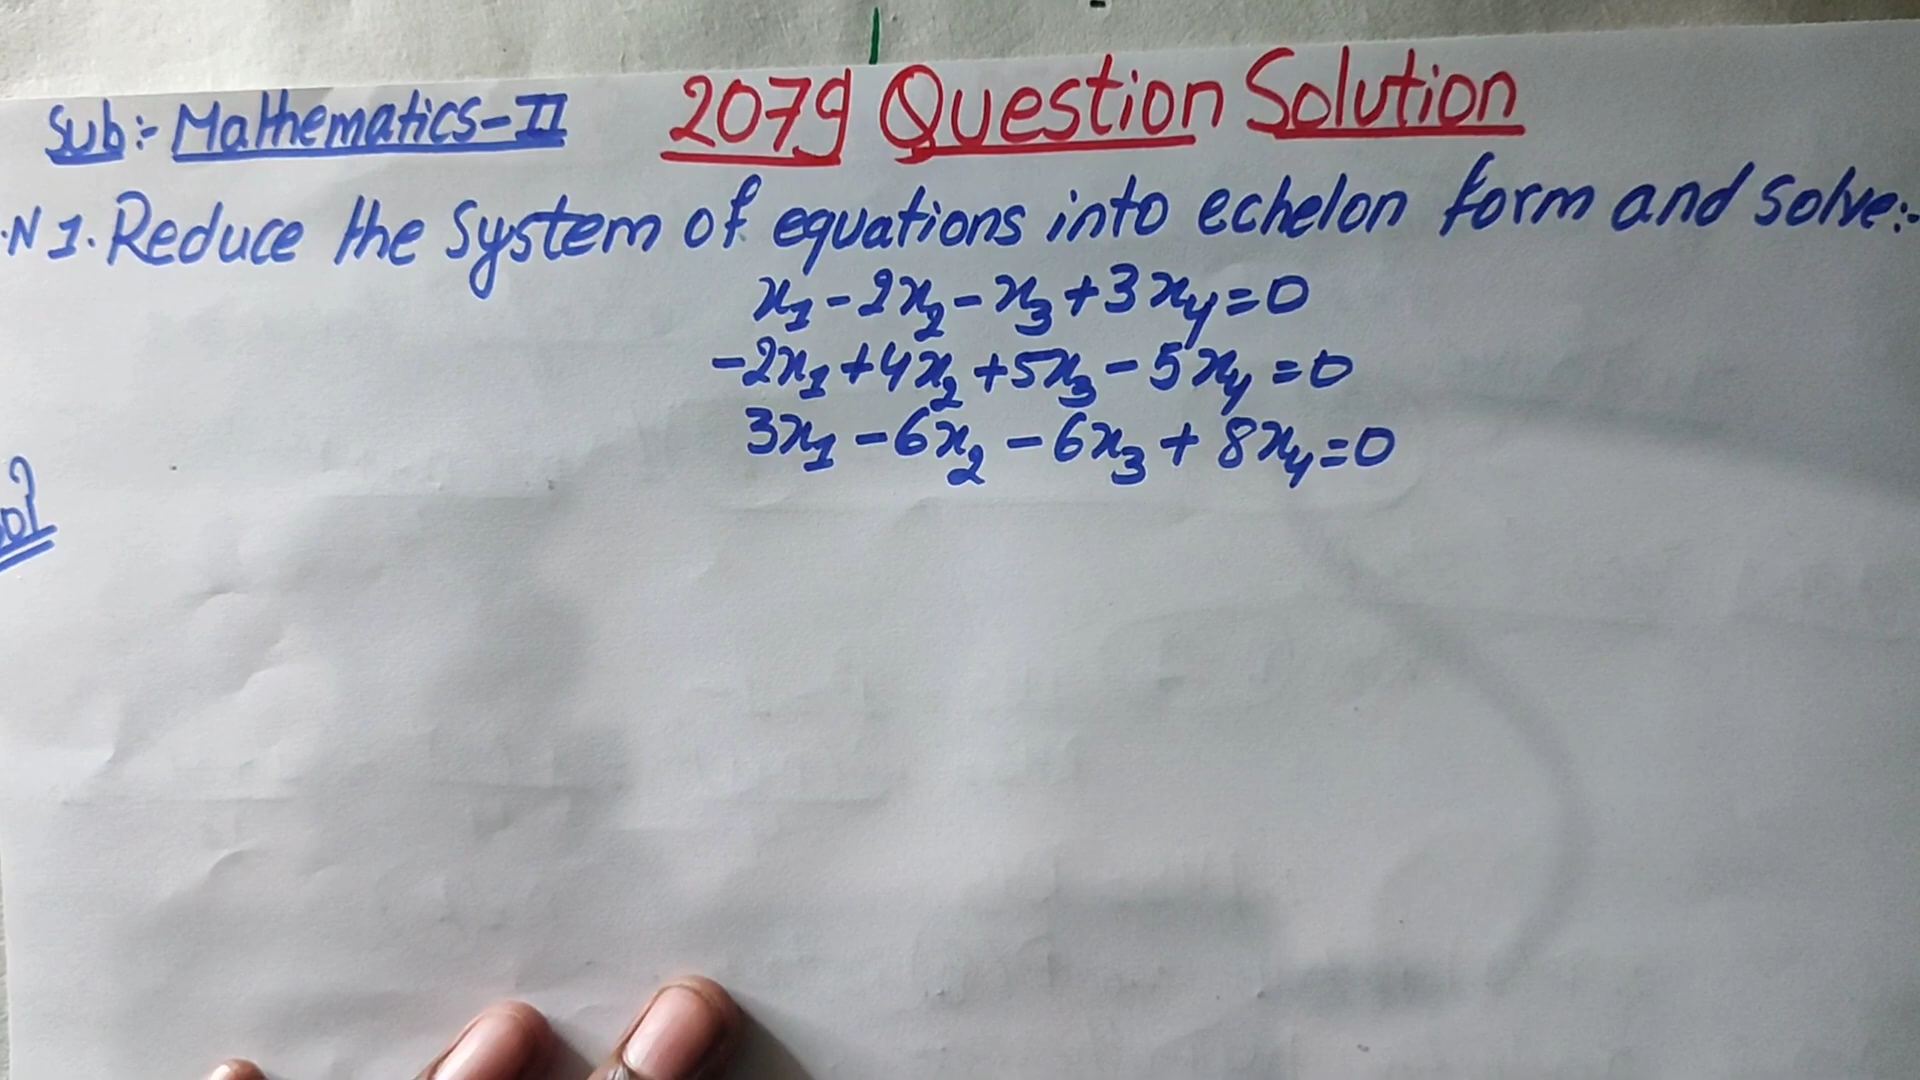 Sub:- Mathematics-II 2079 Question Solution
.N 1. Reduce the System of equations into echelon form and solve:-
x₁ - 2x₂ - x₃ + 3x₄ = 0
-2x₁ + 4x₂ + 5x₃ - 5x₄ = 0
3x₁ - 6x₂ - 6x₃ + 8x₄ = 0